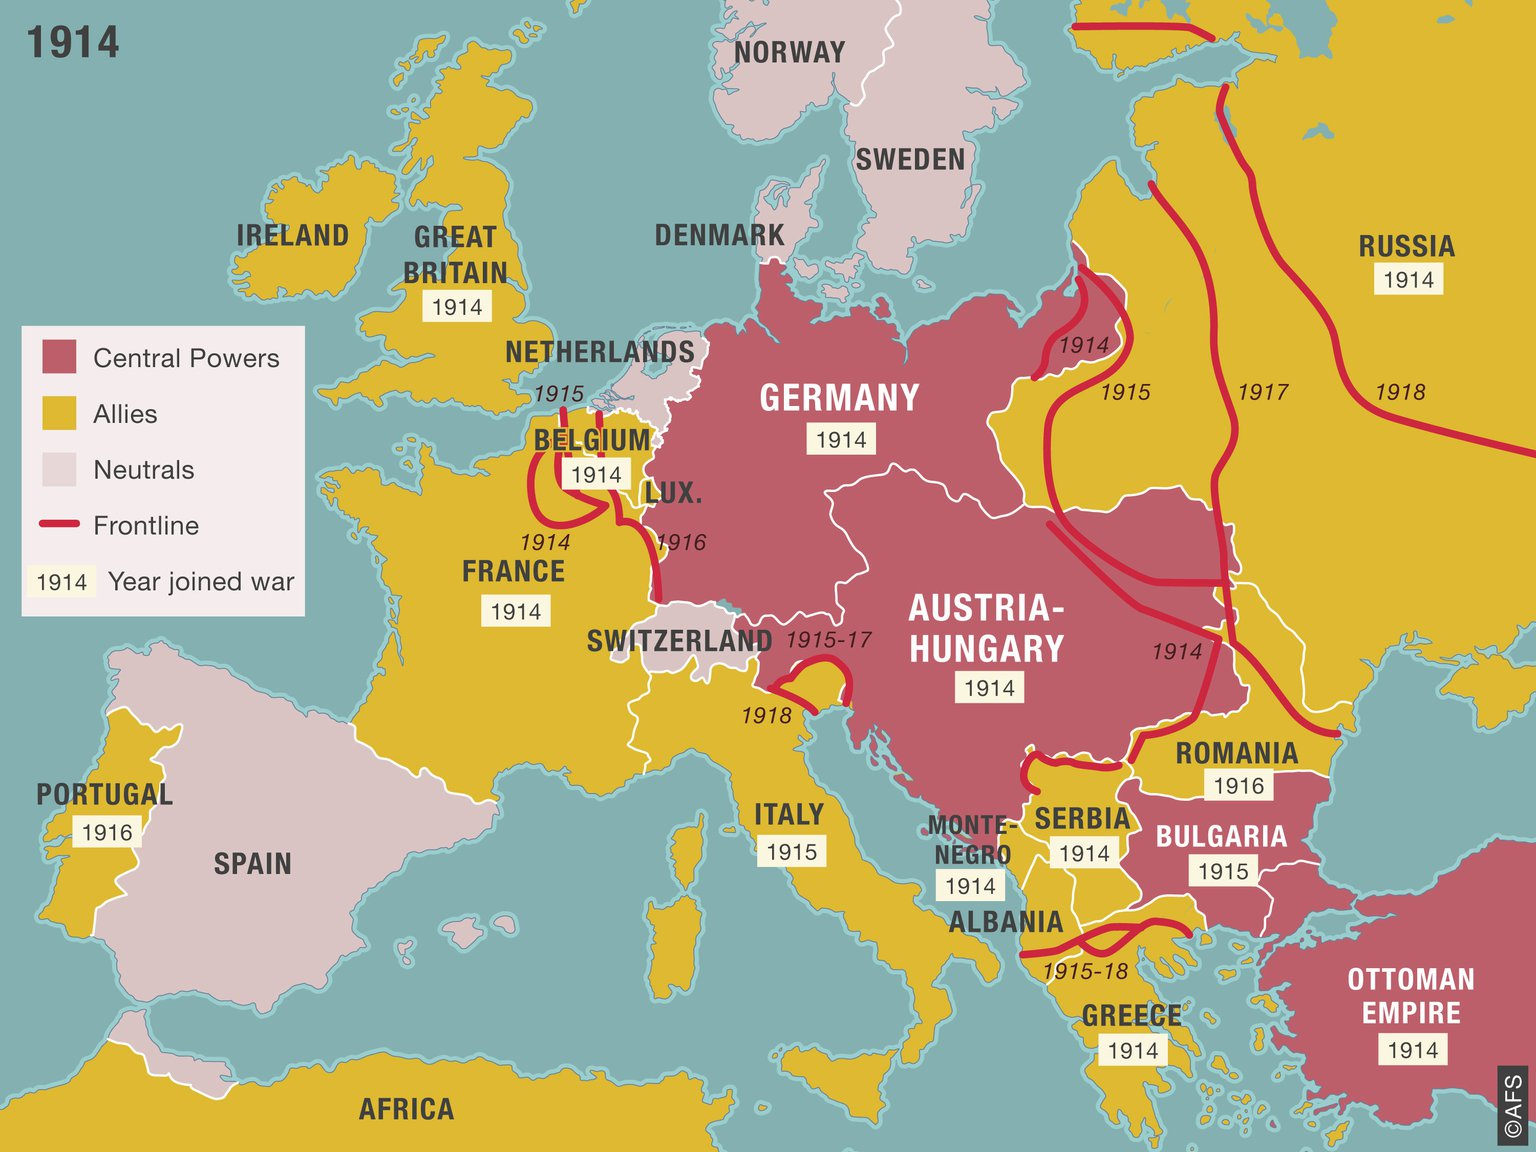 1914
NORWAY
SWEDEN
IRELAND
GREAT
BRITAIN
1914
DENMARK
RUSSIA
1914
Central Powers
Allies
Neutrals
Frontline
1914 Year joined war
NETHERLANDS
1915
BELGIUM
1914
LUX.
1914
1916
FRANCE
1914
GERMANY
1914
1914
1915
1917
1918
SWITZERLAND
1915-17
1918
AUSTRIA-
HUNGARY
1914
1914
PORTUGAL
1916
SPAIN
ITALY
1915
ROMANIA
1916
MONTE-
NEGRO
1914
SERBIA
1914
BULGARIA
1915
ALBANIA
1915-18
GREECE
1914
OTTOMAN
EMPIRE
1914
AFRICA
©AFS